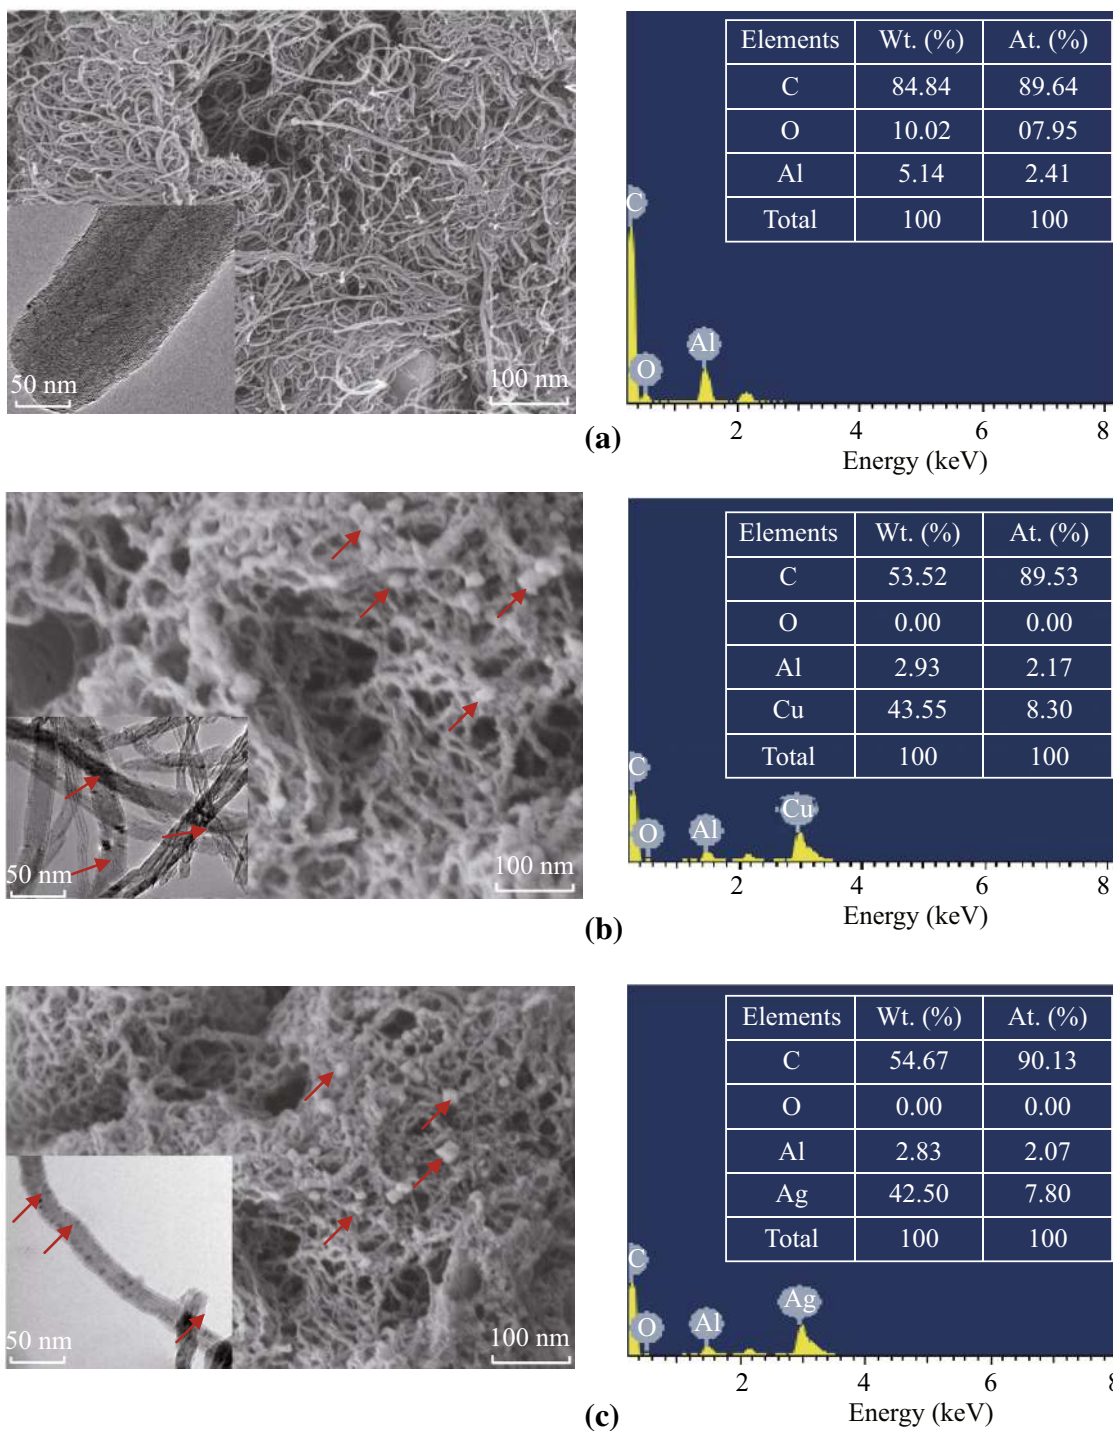 50 nm
100 nm
Elements Wt. (%) At. (%)
C 84.84 89.64
O 10.02 07.95
Al 5.14 2.41
Total 100 100
C
O
Al
2 4 6 8
Energy (keV)
(a)
50 nm
100 nm
Elements Wt. (%) At. (%)
C 53.52 89.53
O 0.00 0.00
Al 2.93 2.17
Cu 43.55 8.30
Total 100 100
C
O
Al
Cu
2 4 6 8
Energy (keV)
(b)
50 nm
100 nm
Elements Wt. (%) At. (%)
C 54.67 90.13
O 0.00 0.00
Al 2.83 2.07
Ag 42.50 7.80
Total 100 100
C
O
Al
Ag
2 4 6 8
Energy (keV)
(c)